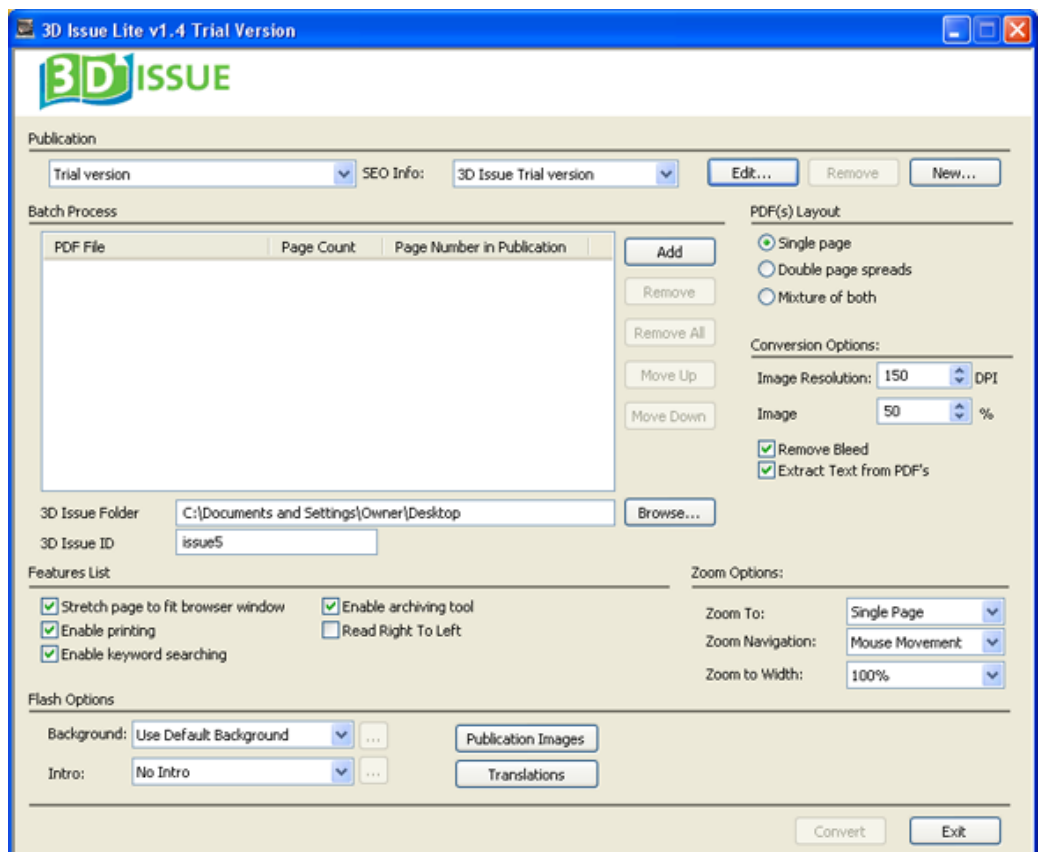 3D Issue Lite v1.4 Trial Version
3D ISSUE
Publication
Trial version SEO Info: 3D Issue Trial version Edit... Remove New...
Batch Process PDF(s) Layout
PDF File Page Count Page Number in Publication Add
Single page
Double page spreads
Remove
Mixture of both
Remove All
Conversion Options:
Move Up Image Resolution: 150 DPI
Move Down Image 50 %
Remove Bleed
Extract Text from PDF's
3D Issue Folder C:\Documents and Settings\Owner\Desktop Browse...
3D Issue ID issue5
Features List Zoom Options:
Stretch page to fit browser window Enable archiving tool Zoom To: Single Page
Enable printing Read Right To Left Zoom Navigation: Mouse Movement
Enable keyword searching Zoom to Width: 100%
Flash Options
Background: Use Default Background ... Publication Images
Intro: No Intro ... Translations
Convert Exit